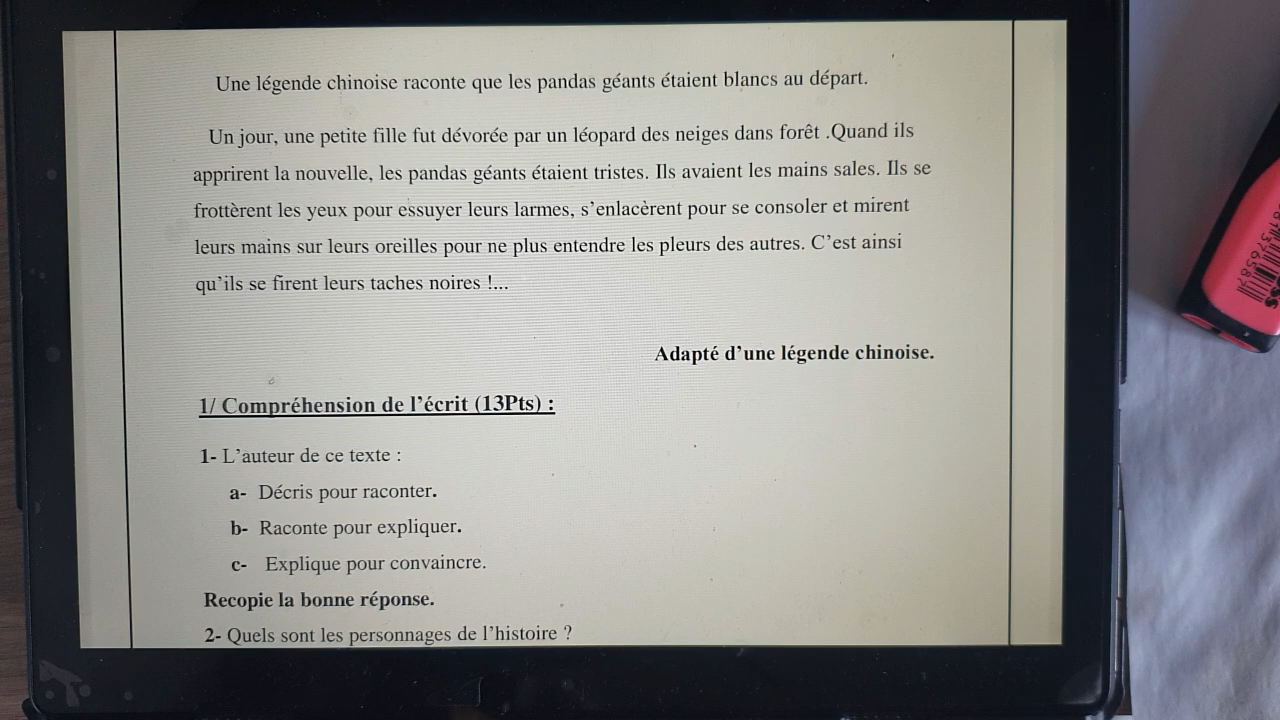 Une légende chinoise raconte que les pandas géants étaient blancs au départ.
Un jour, une petite fille fut dévorée par un léopard des neiges dans forêt .Quand ils
apprirent la nouvelle, les pandas géants étaient tristes. Ils avaient les mains sales. Ils se
frottèrent les yeux pour essuyer leurs larmes, s’enlacèrent pour se consoler et mirent
leurs mains sur leurs oreilles pour ne plus entendre les pleurs des autres. C’est ainsi
qu’ils se firent leurs taches noires !...
Adapté d’une légende chinoise.
1/ Compréhension de l’écrit (13Pts) :
1- L’auteur de ce texte :
a- Décris pour raconter.
b- Raconte pour expliquer.
c- Explique pour convaincre.
Recopie la bonne réponse.
2- Quels sont les personnages de l’histoire ?